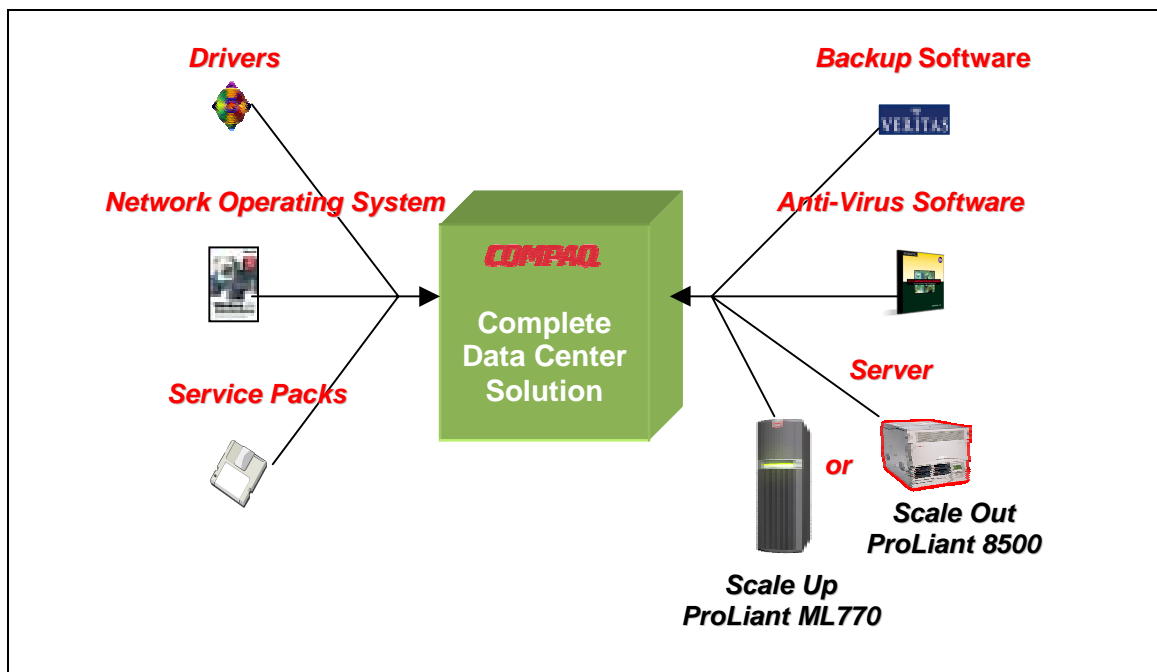 Drivers
Backup Software
VERITAS
Network Operating System
Anti-Virus Software
COMPAQ
Complete
Data Center
Solution
Service Packs
Server
or
Scale Out
ProLiant 8500
Scale Up
ProLiant ML770